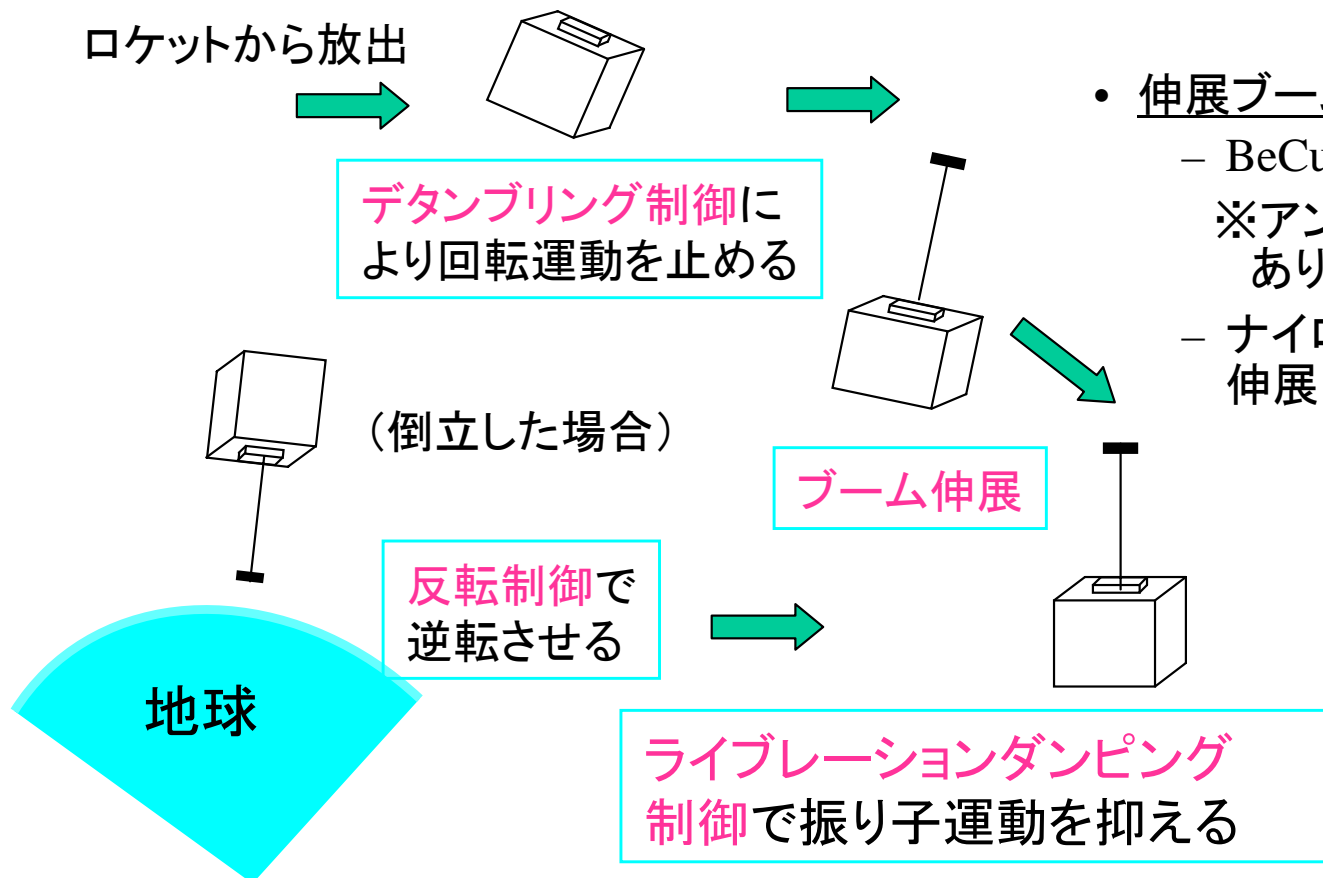 ロケットから放出
デタンブリング制御に
より回転運動を止める
• 伸展ブー
– BeCu
※アン
あり
– ナイ
伸展
（倒立した場合）
ブーム伸展
反転制御で
逆転させる
地球
ライブレーションダンピング
制御で振り子運動を抑える